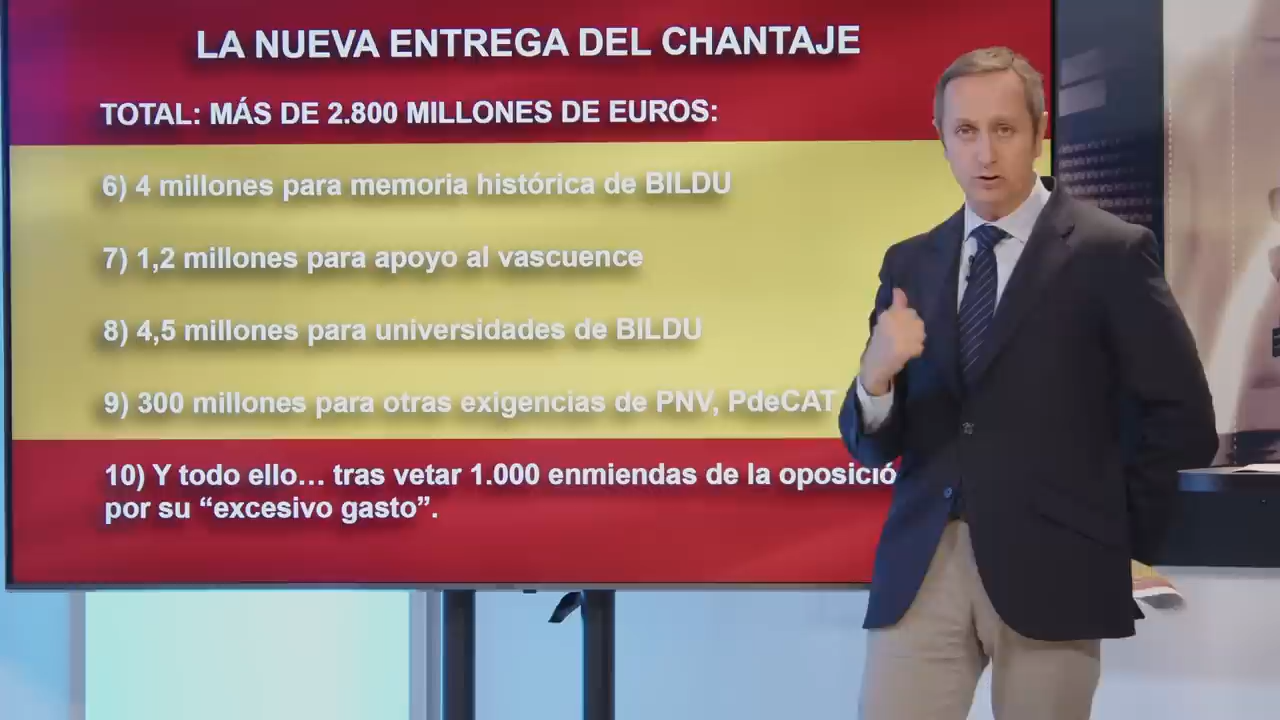 LA NUEVA ENTREGA DEL CHANTAJE
TOTAL: MÁS DE 2.800 MILLONES DE EUROS:
6) 4 millones para memoria histórica de BILDU
7) 1,2 millones para apoyo al vascuence
8) 4,5 millones para universidades de BILDU
9) 300 millones para otras exigencias de PNV, PdeCAT
10) Y todo ello… tras vetar 1.000 enmiendas de la oposició
por su “excesivo gasto”.